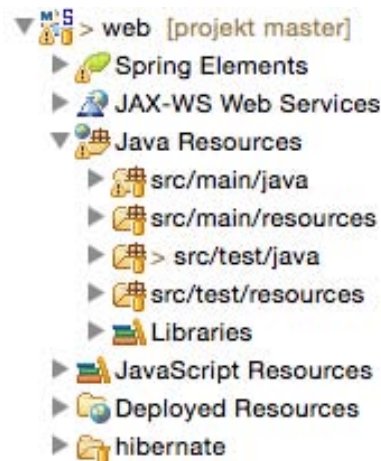 > web [projekt master]
Spring Elements
JAX-WS Web Services
Java Resources
src/main/java
src/main/resources
> src/test/java
src/test/resources
Libraries
JavaScript Resources
Deployed Resources
hibernate